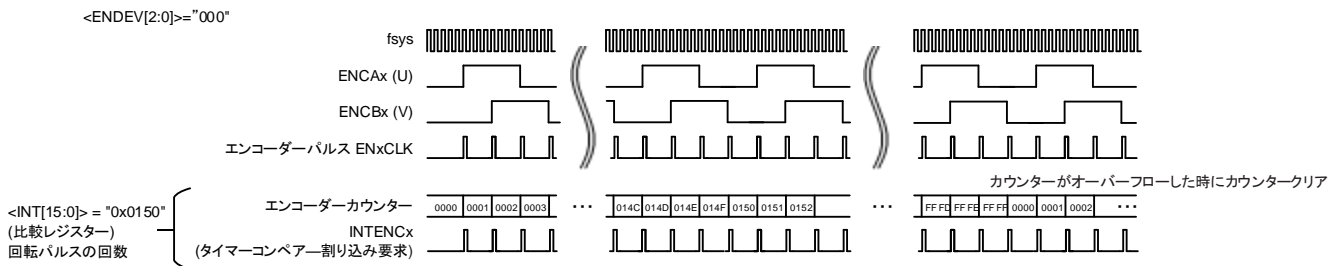 <ENDEV[2:0]>="000"
fsys
ENCAx (U)
ENCBx (V)
エンコーダーパルス ENxCLK
カウンターがオーバーフローした時にカウンタークリア
<INT[15:0]> = "0x0150"
(比較レジスター)
回転パルスの回数
エンコーダーカウンター
0000 0001 0002 0003 ··· 014C 014D 014E 014F 0150 0151 0152 ··· FFFD FFFE FFFF 0000 0001 0002 ···
INTENCx
(タイマーコンペアー割り込み要求)